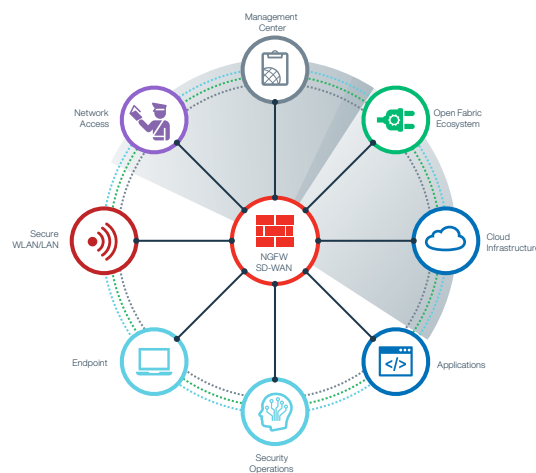 Management
Center
Network
Access
Open Fabric
Ecosystem
Secure
WLAN/LAN
NGFW
SD-WAN
Cloud
Infrastructure
Endpoint
</>
Applications
Security
Operations